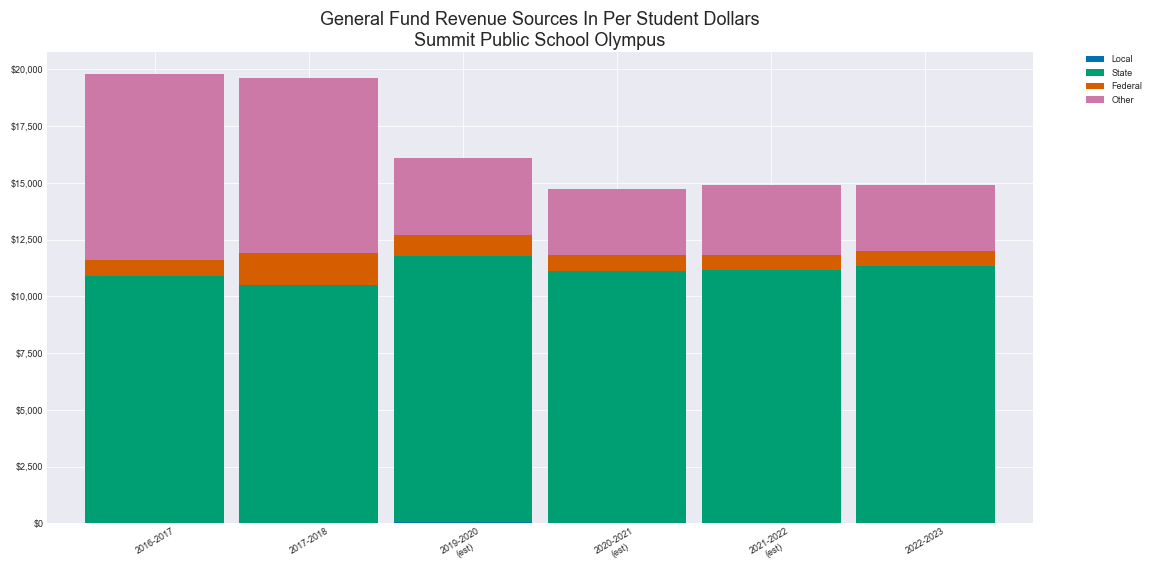 General Fund Revenue Sources In Per Student Dollars
Summit Public School Olympus
Local
State
Federal
Other
$20,000
$17,500
$15,000
$12,500
$10,000
$7,500
$5,000
$2,500
$0
2016-2017
2017-2018
2019-2020
(est)
2020-2021
(est)
2021-2022
(est)
2022-2023